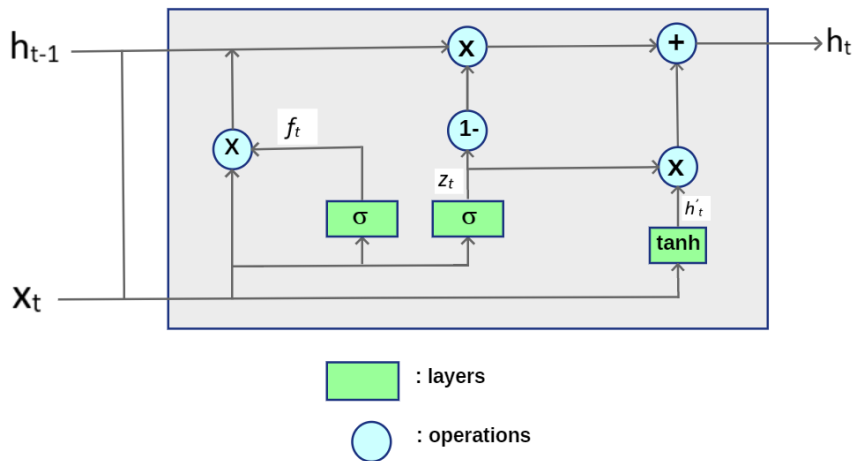 h_{t-1}
X
+
h_t
f_t
1-
X
z_t
X
σ
σ
h'_t
tanh
x_t
: layers
: operations